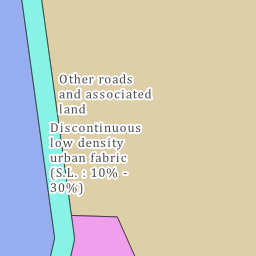 Other roads
and associated
land
Discontinuous
low density
urban fabric
(S.L. : 10% -
30%)